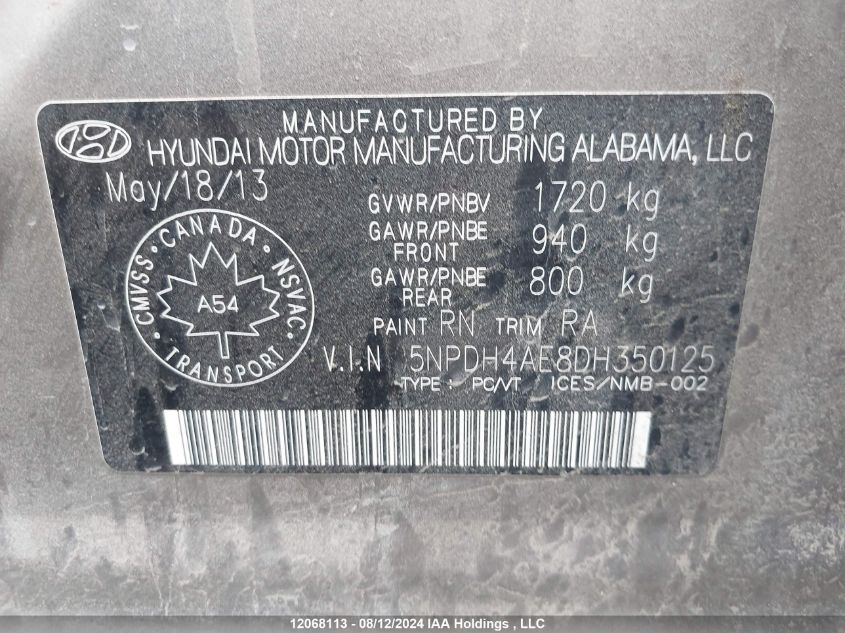 MANUFACTURED BY
HYUNDAI MOTOR MANUFACTURING ALABAMA, LLC
May/18/13
GVWR/PNBV 1720 kg
GAWR/PNBE FRONT 940 kg
GAWR/PNBE REAR 800 kg
CMVSS · CANADA · NSVAC
A54
TRANSPORT
PAINT RN TRIM RA
V.I.N 5NPDH4AE8DH350125
TYPE: PC/VT ICES/NMB-002
12068113 - 08/12/2024 IAA Holdings , LLC